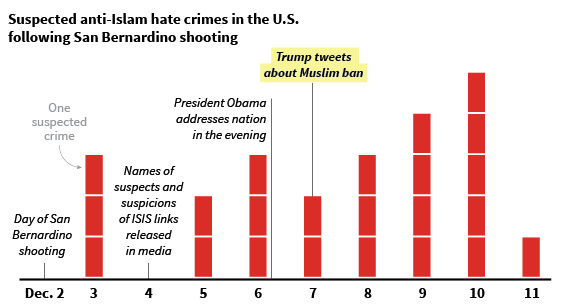 Suspected anti-Islam hate crimes in the U.S.
following San Bernardino shooting
Trump tweets
about Muslim ban
President Obama
addresses nation
in the evening
One
suspected
crime
Names of
suspects and
suspicions
of ISIS links
released
in media
Day of San
Bernardino
shooting
Dec. 2 3 4 5 6 7 8 9 10 11